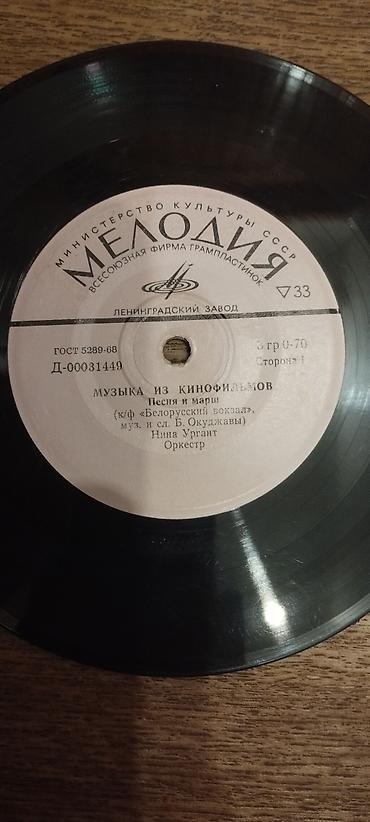 МИНИСТЕРСТВО КУЛЬТУРЫ СССР
МЕЛОДИЯ
ВСЕСОЮЗНАЯ ФИРМА ГРАМПЛАСТИНОК
▽33
ЛЕНИНГРАДСКИЙ ЗАВОД
ГОСТ 5289-68
3 гр 0-70
Д-00031449
Сторона 1
МУЗЫКА ИЗ КИНОФИЛЬМОВ
Песня и марш
(к/ф «Белорусский вокзал»,
муз. и сл. Б. Окуджавы)
Нина Ургант
Оркестр